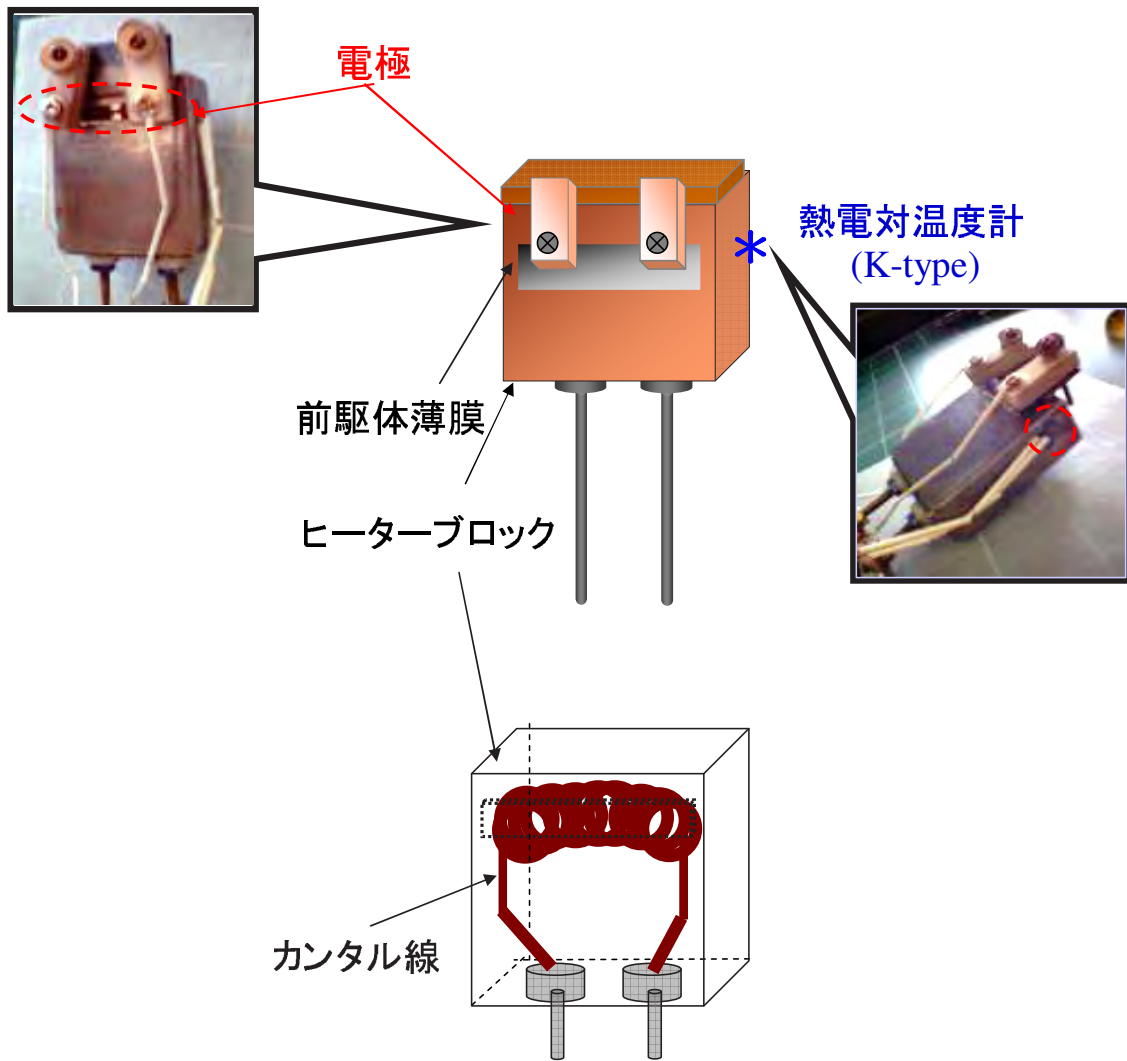 電極
熱電対温度計
(K-type)
前駆体薄膜
ヒーターブロック
カンタル線